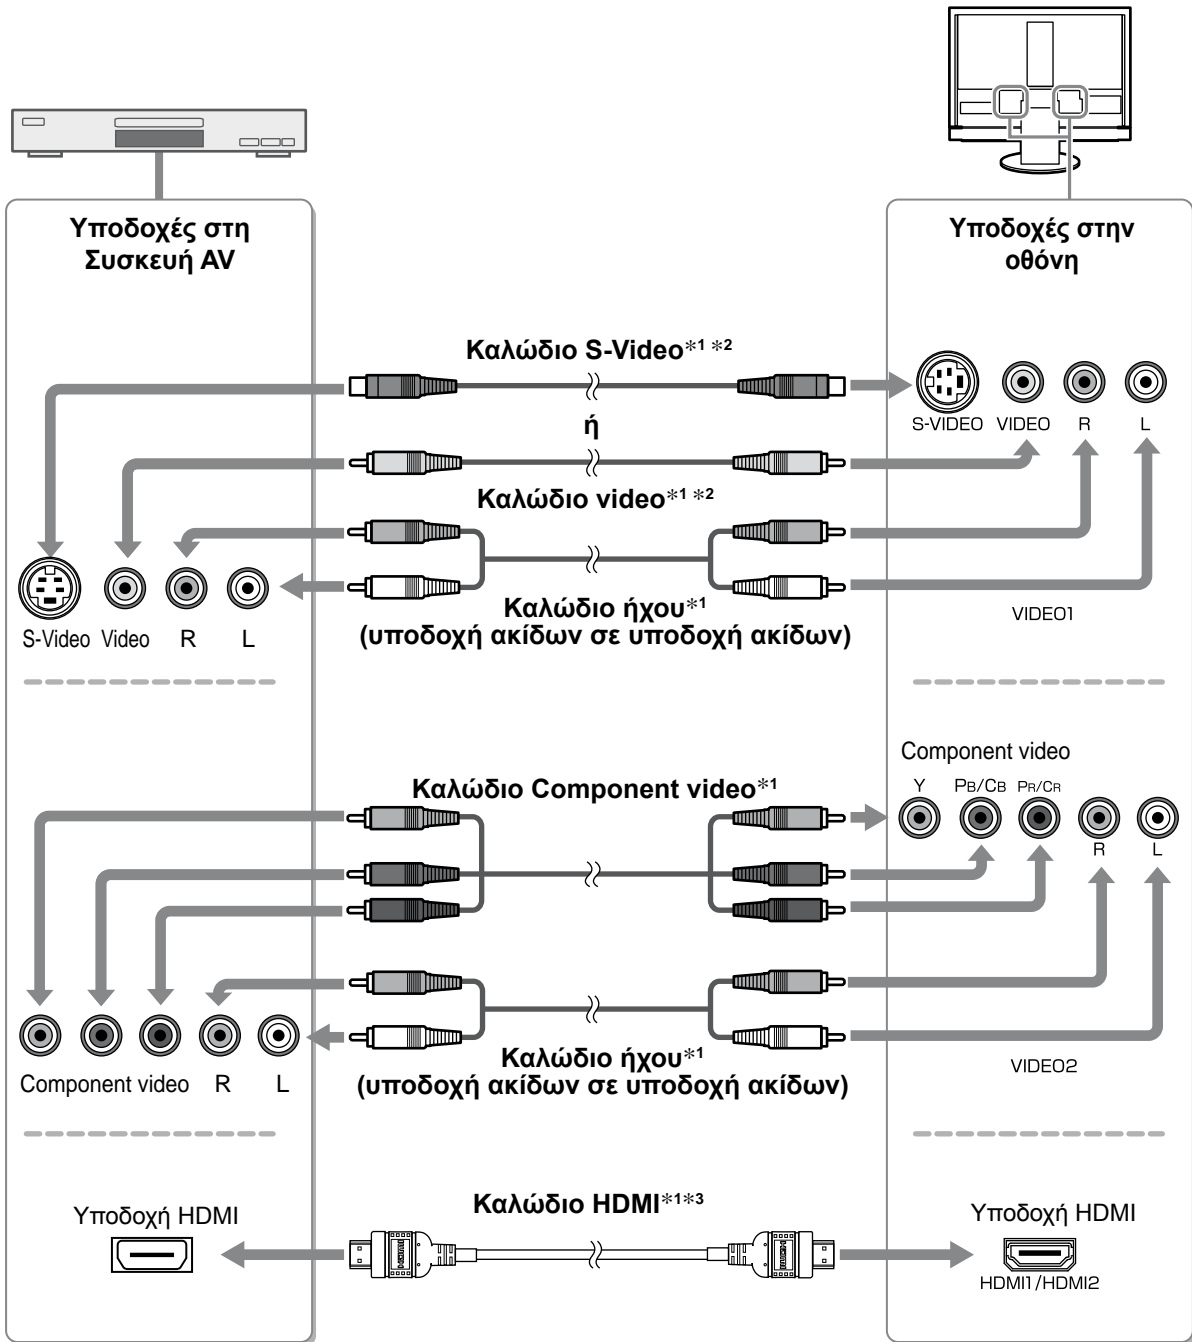 Υποδοχές στη
Συσκευή AV
Υποδοχές στην
οθόνη
Καλώδιο S-Video*1 *2
S-VIDEO VIDEO R L
ή
Καλώδιο video*1 *2
S-Video Video R L
Καλώδιο ήχου*1
(υποδοχή ακίδων σε υποδοχή ακίδων)
VIDEO1
Component video
Καλώδιο Component video*1
Y PB/CB PR/CR
R L
Καλώδιο ήχου*1
(υποδοχή ακίδων σε υποδοχή ακίδων)
Component video R L
VIDEO2
Καλώδιο HDMI*1*3
Υποδοχή HDMI
Υποδοχή HDMI
HDMI
HDMI
HDMI1/HDMI2